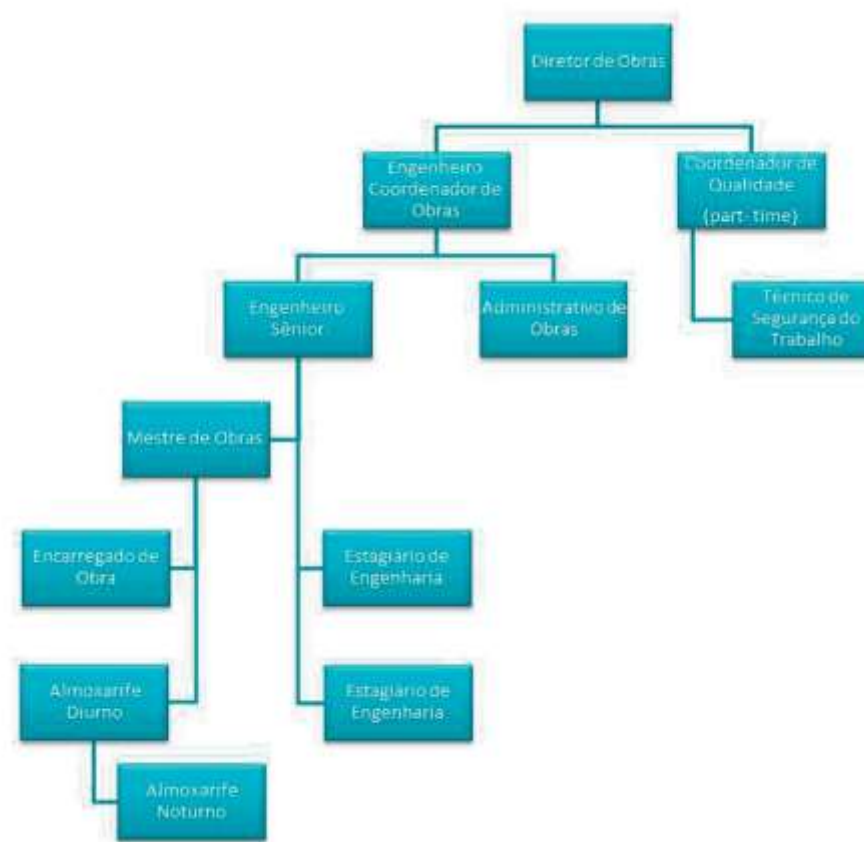 Diretor de Obras
Engenheiro
Coordenador de
Obras
Coordenador de
Qualidade
(part- time)
Engenheiro
Sênior
Administrativo de
Obras
Técnico de
Segurança do
Trabalho
Mestre de Obras
Encarregado de
Obra
Estagiário de
Engenharia
Almoxarife
Diurno
Estagiário de
Engenharia
Almoxarife
Noturno